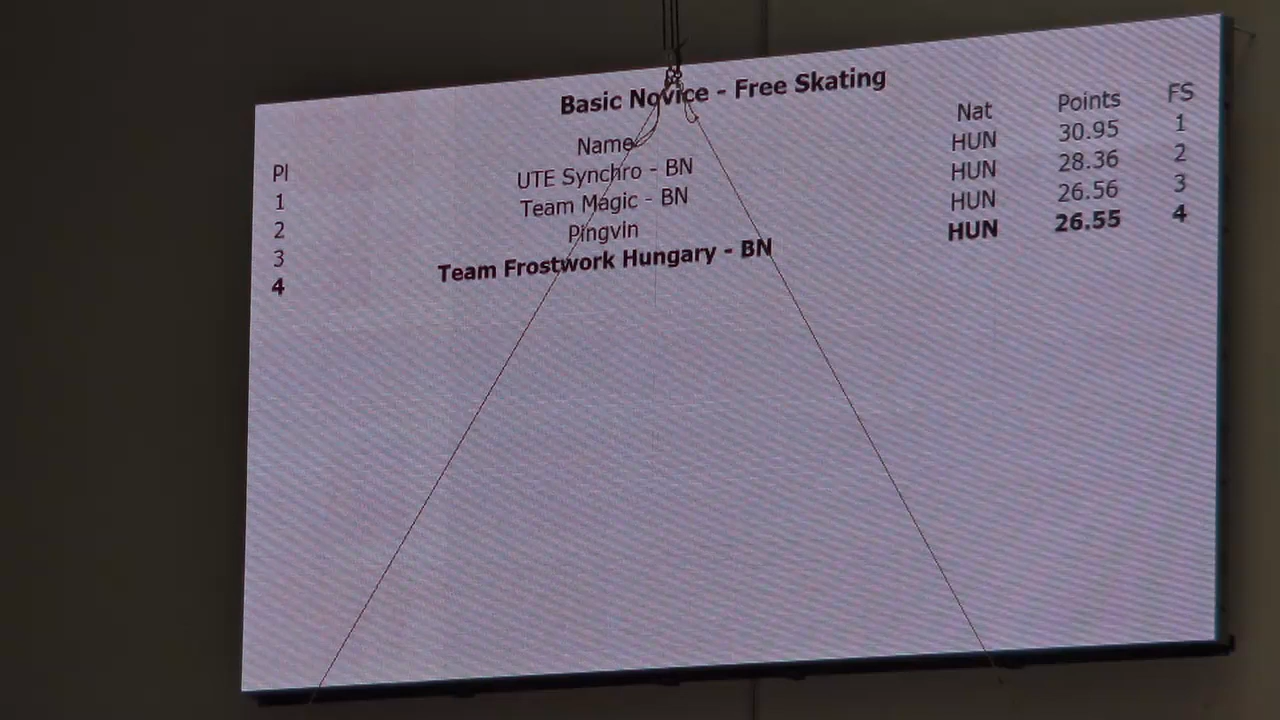 Basic Novice - Free Skating
Pl Name Nat Points FS
1 UTE Synchro - BN HUN 30.95 1
2 Team Magic - BN HUN 28.36 2
3 Pingvin HUN 26.56 3
4 Team Frostwork Hungary - BN HUN 26.55 4